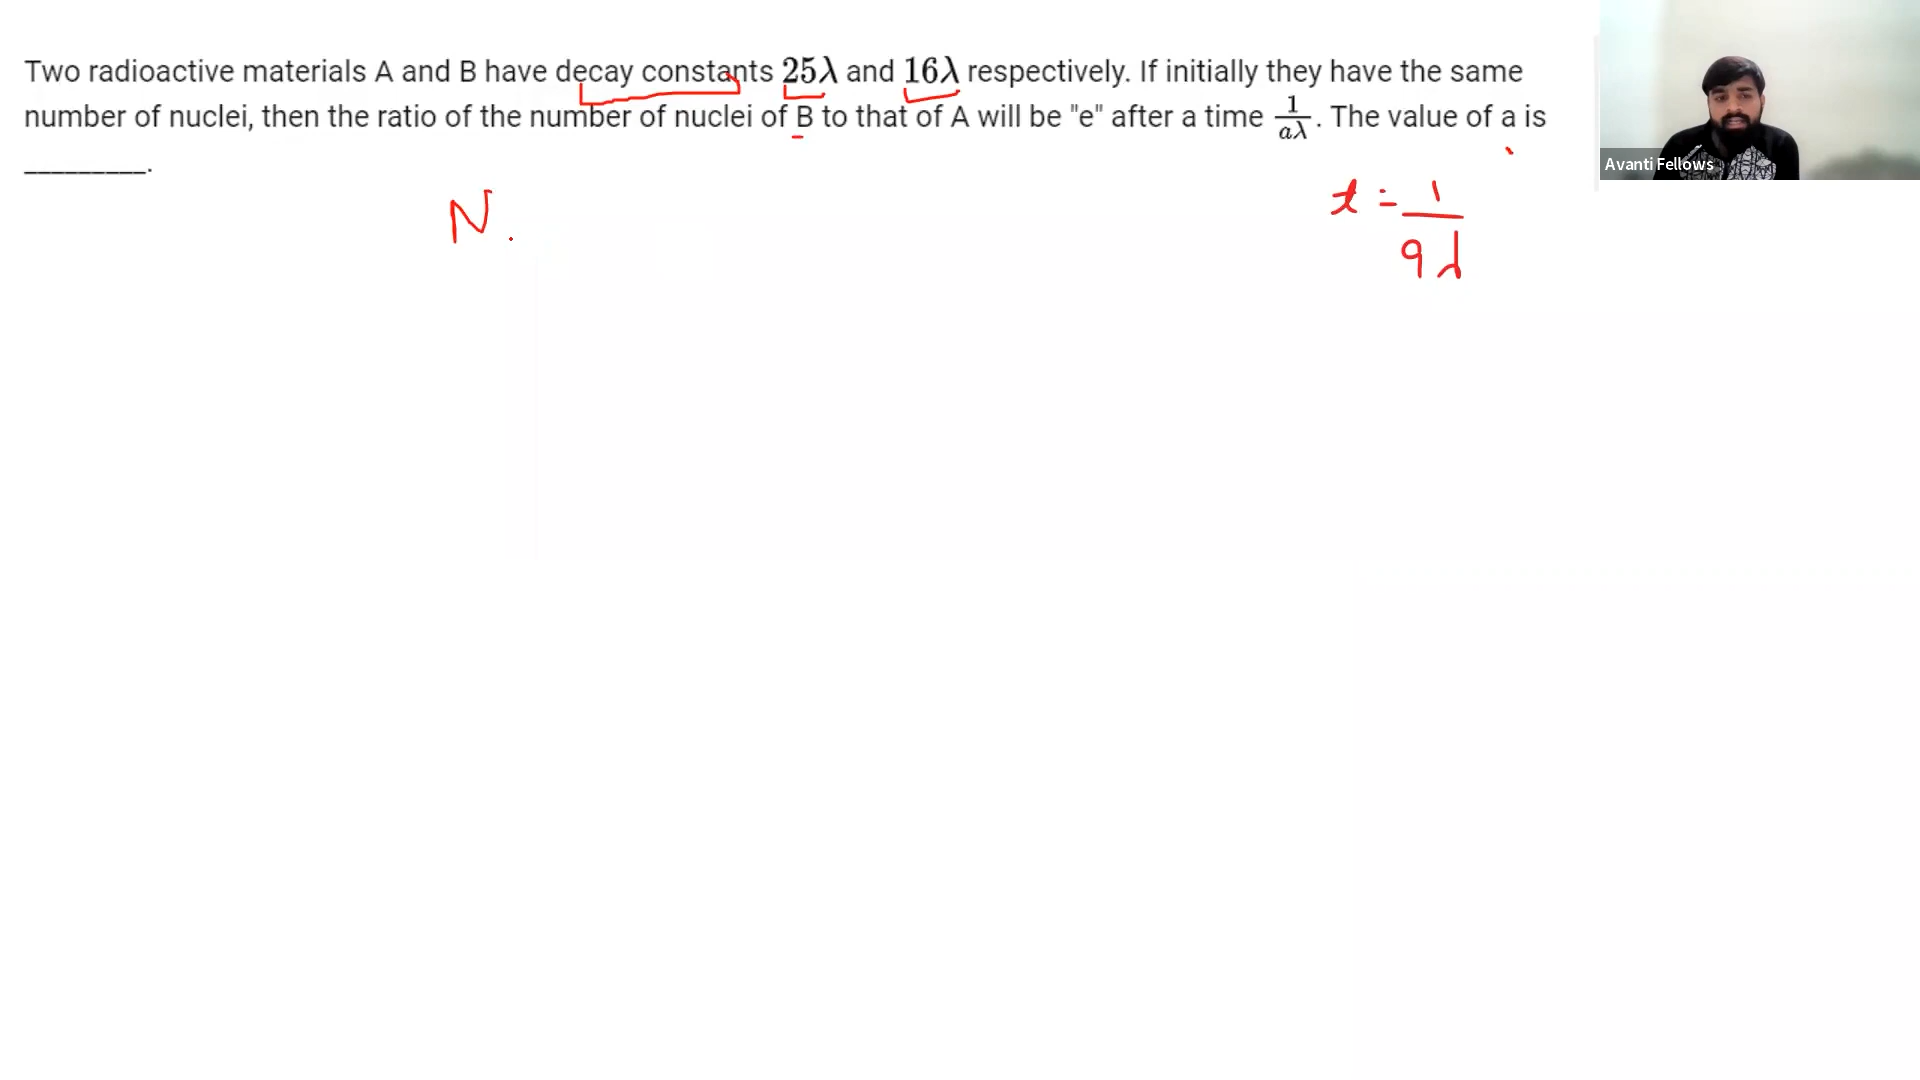 Two radioactive materials A and B have decay constants 25λ and 16λ respectively. If initially they have the same
number of nuclei, then the ratio of the number of nuclei of B to that of A will be "e" after a time 1/aλ. The value of a is
_________.
Avanti Fellows
N
t = 1/aλ